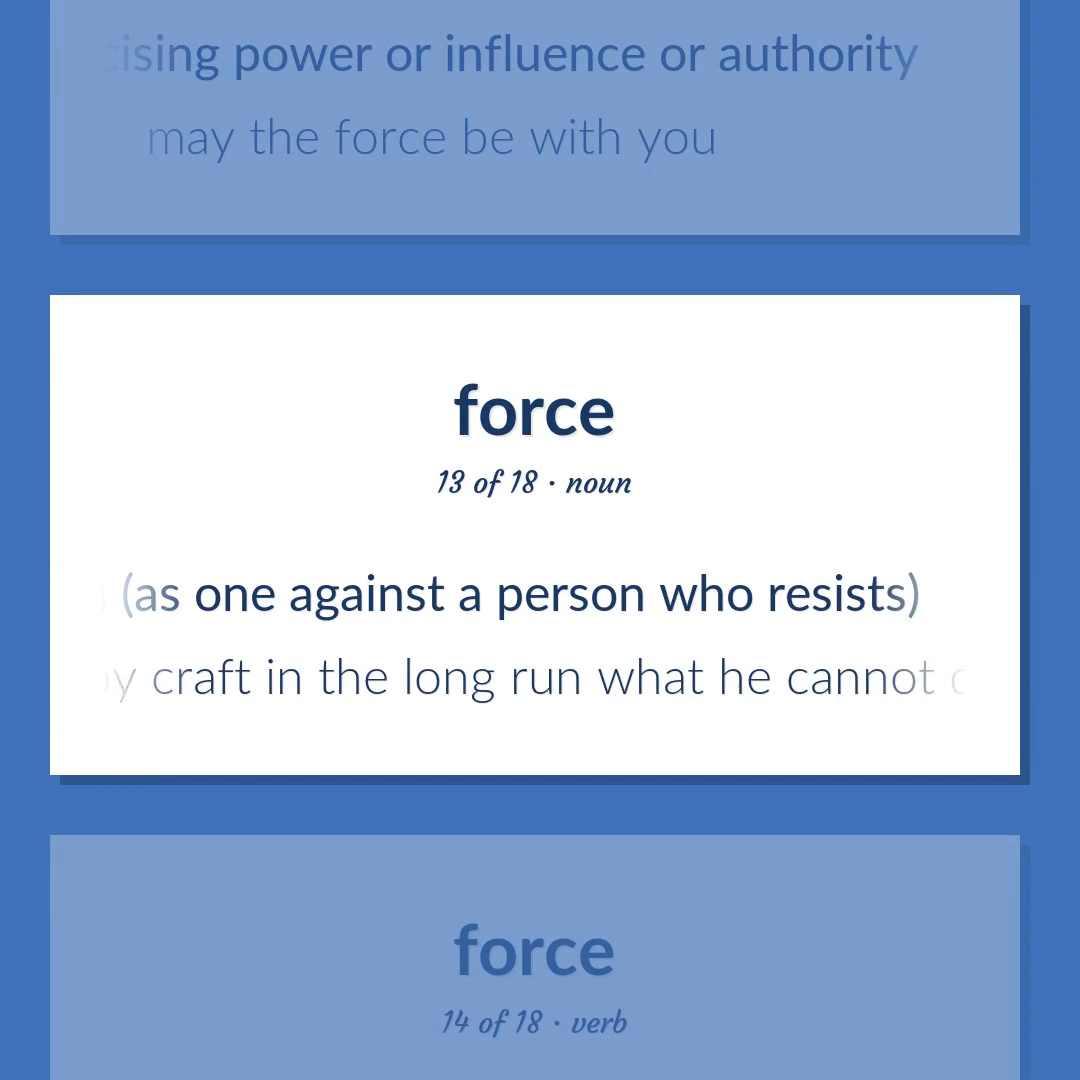 power or influence or authority
may the force be with you
force
13 of 18 · noun
(as one against a person who resists)
craft in the long run what he cannot
force
14 of 18 · verb